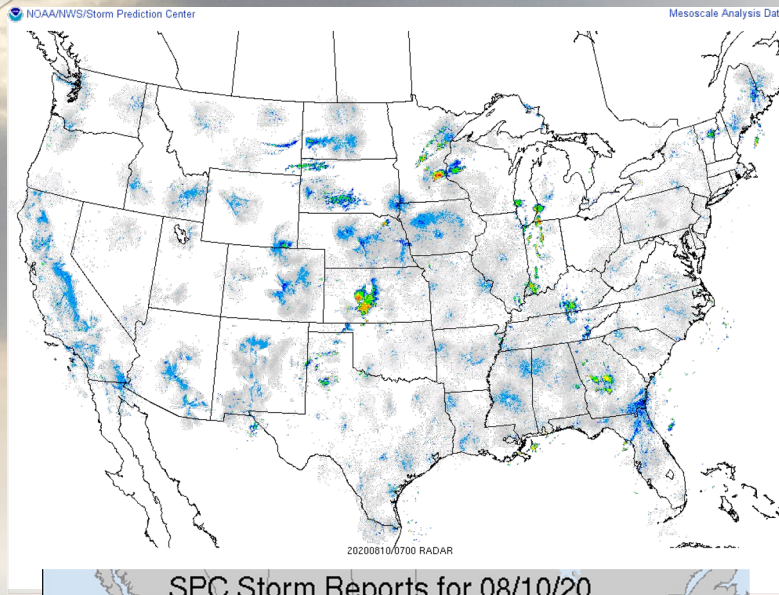 NOAA/NWS/Storm Prediction Center
Mesoscale Analysis Dat
20200810/0700 RADAR
SPC Storm Reports for 08/10/20